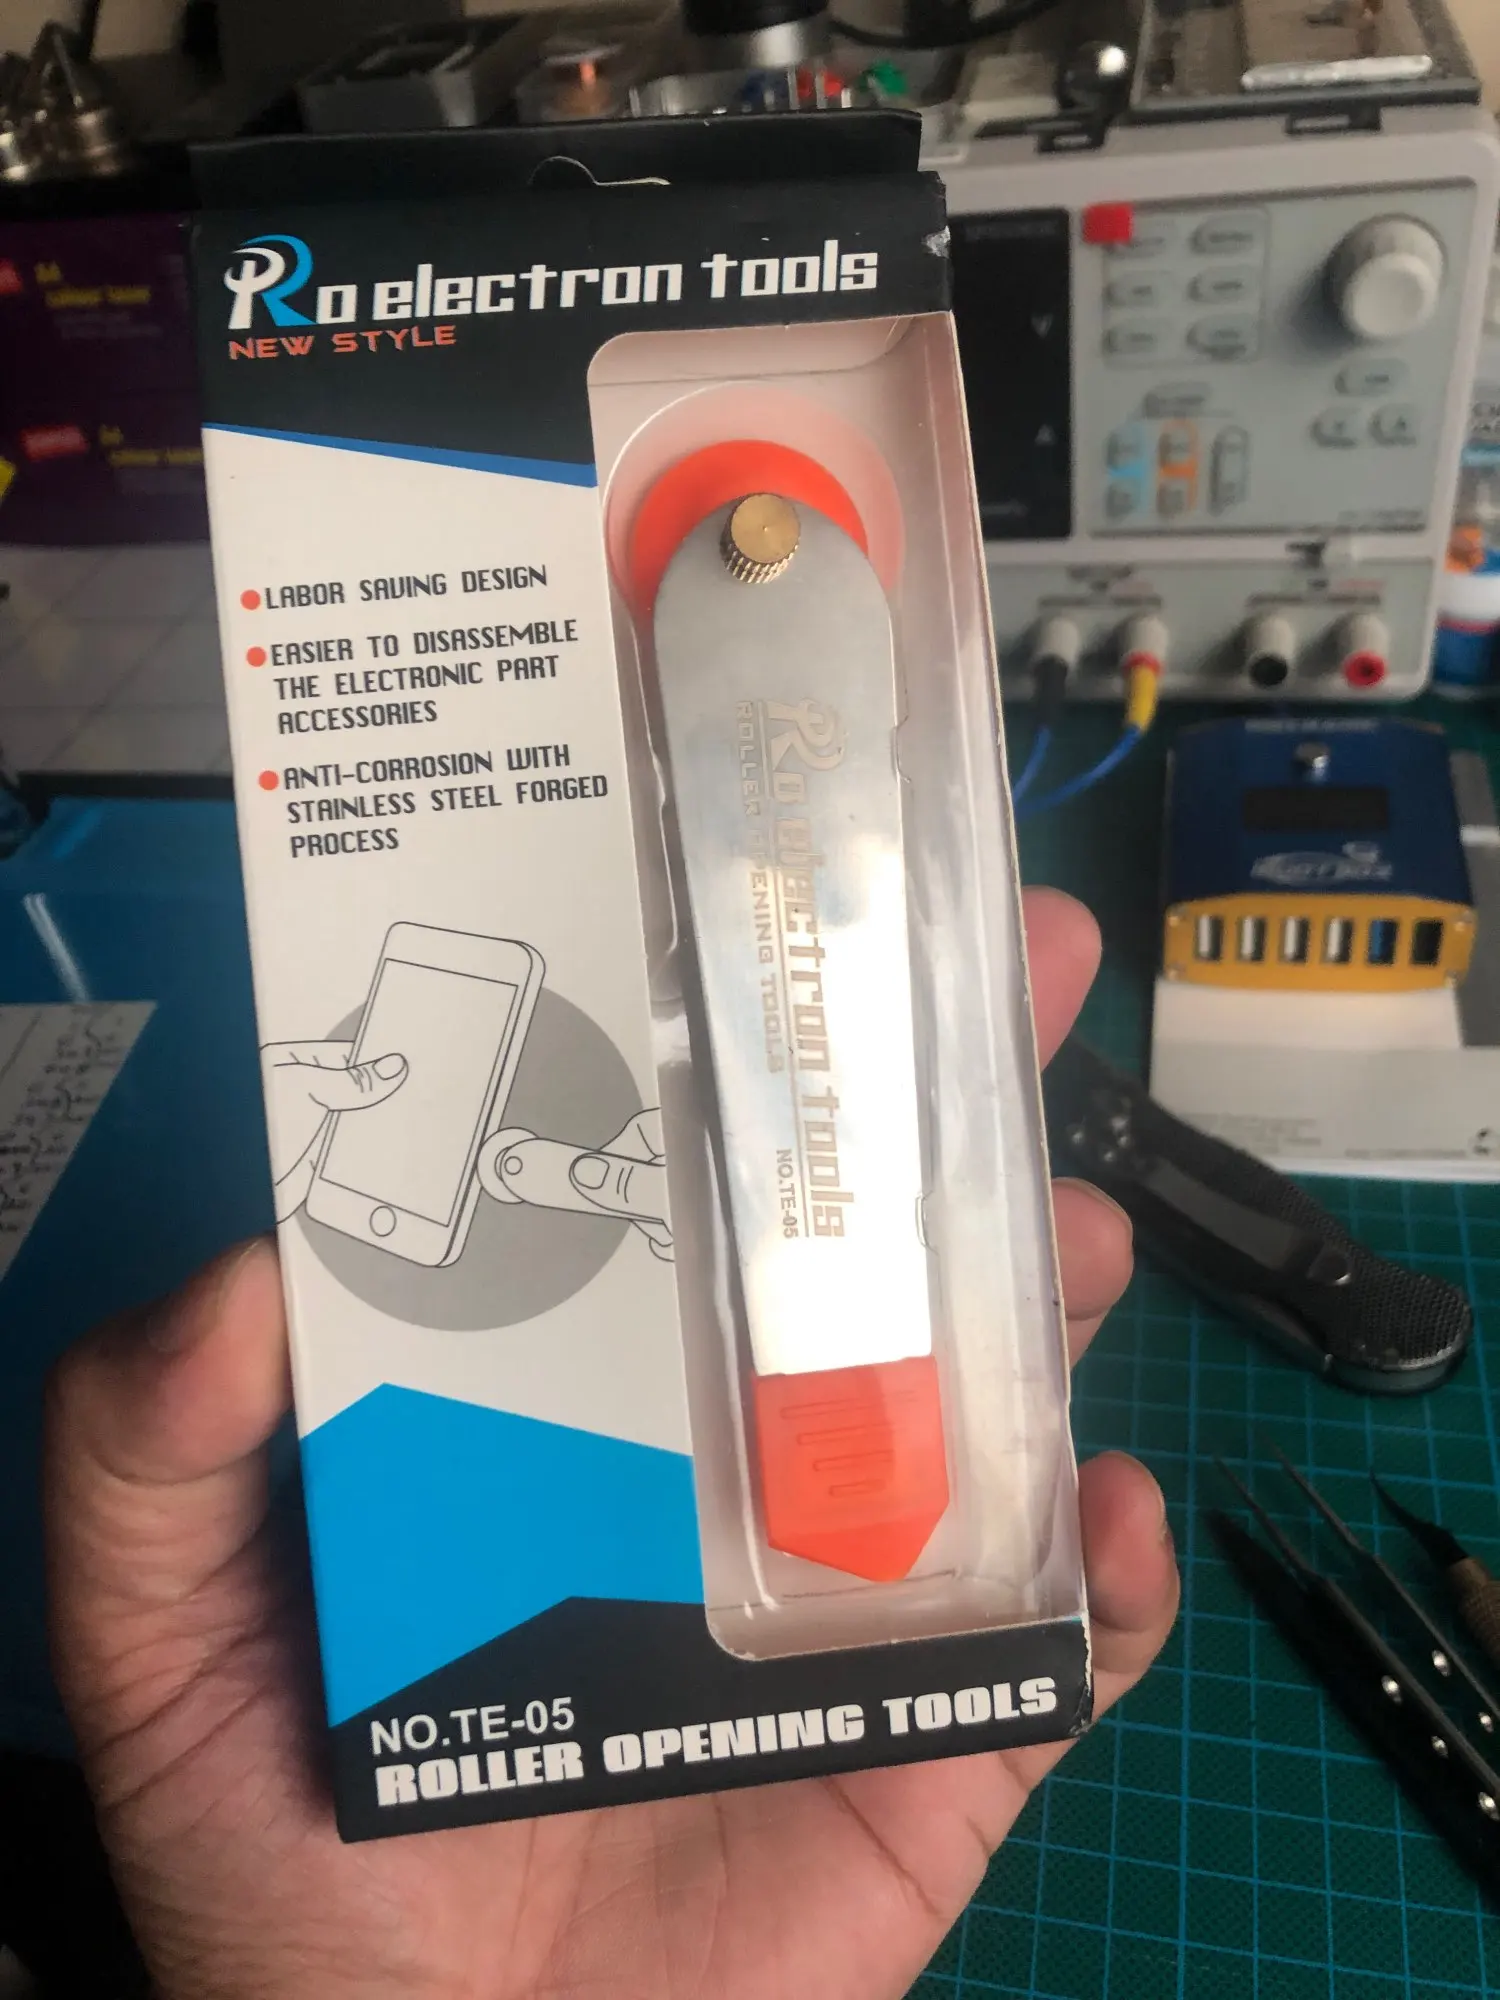 Ro electron tools
NEW STYLE
LABOR SAVING DESIGN
EASIER TO DISASSEMBLE
THE ELECTRONIC PART
ACCESSORIES
ANTI-CORROSION WITH
STAINLESS STEEL FORGED
PROCESS
Ro electron tools
ROLLER OPENING TOOLS
NO.TE-05
NO.TE-05
ROLLER OPENING TOOLS